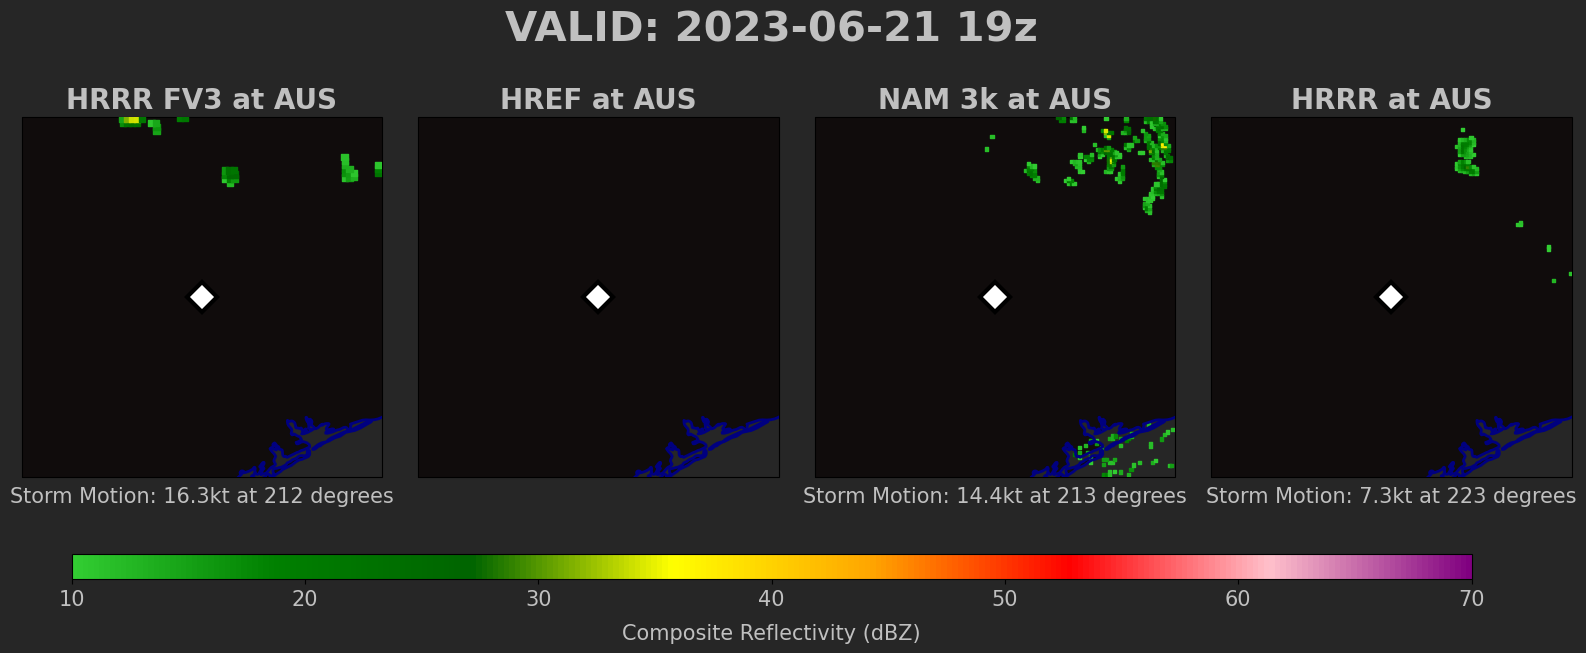 VALID: 2023-06-21 19z
HRRR FV3 at AUS
HREF at AUS
NAM 3k at AUS
HRRR at AUS
Storm Motion: 16.3kt at 212 degrees
Storm Motion: 14.4kt at 213 degrees
Storm Motion: 7.3kt at 223 degrees
10 20 30 40 50 60 70
Composite Reflectivity (dBZ)